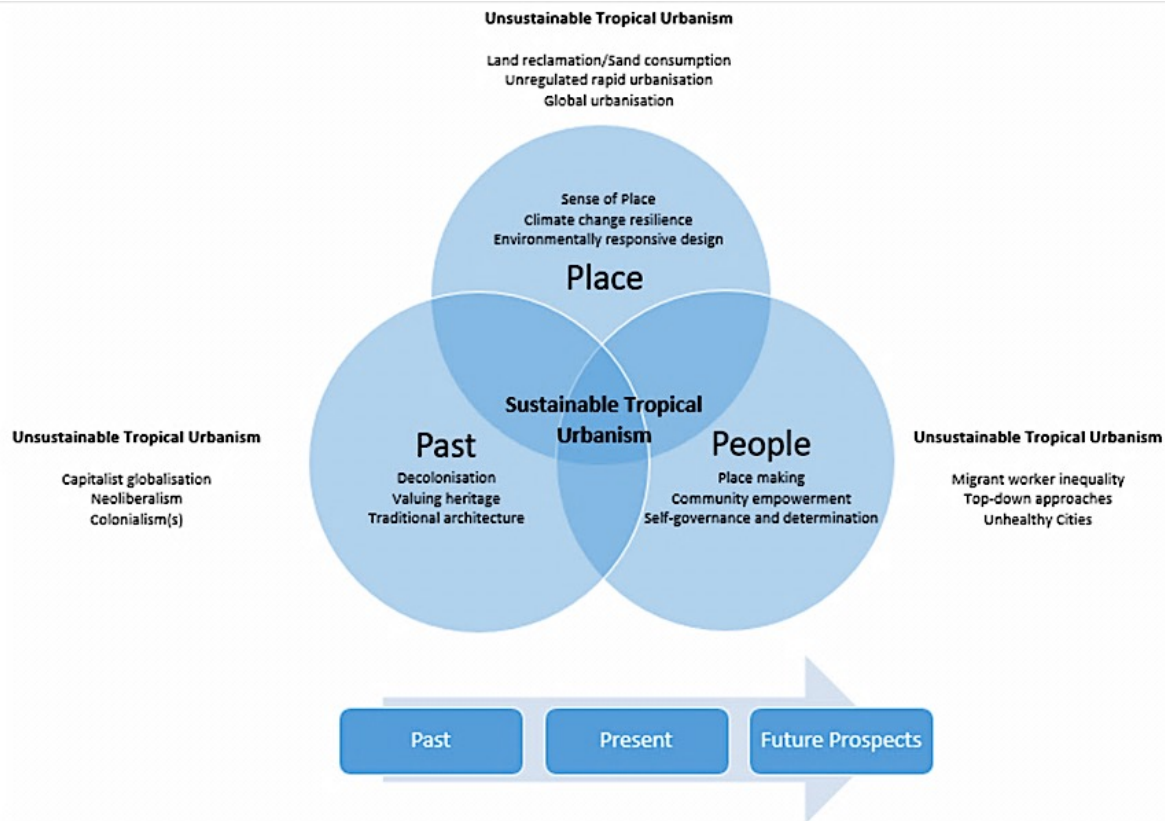 Unsustainable Tropical Urbanism
Land reclamation/Sand consumption
Unregulated rapid urbanisation
Global urbanisation
Sense of Place
Climate change resilience
Environmentally responsive design
Place
Sustainable Tropical
Urbanism
Unsustainable Tropical Urbanism
Capitalist globalisation
Neoliberalism
Colonialism(s)
Past
Decolonisation
Valuing heritage
Traditional architecture
People
Place making
Community empowerment
Self-governance and determination
Unsustainable Tropical Urbanism
Migrant worker inequality
Top-down approaches
Unhealthy Cities
Past
Present
Future Prospects